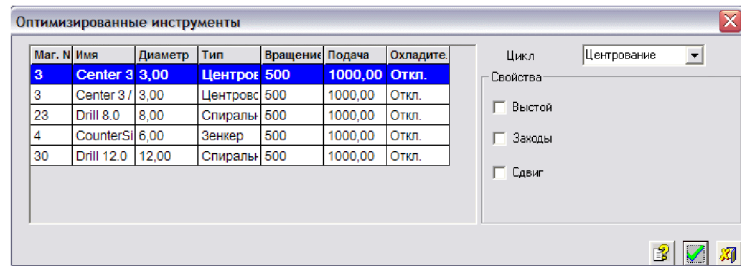 Оптимизированные инструменты
Маг. N Имя Диаметр Тип Вращение Подача Охладите.
3 Center 3 3,00 Центров 500 1000,00 Откл.
3 Center 3 / 3,00 Центровс 500 1000,00 Откл.
23 Drill 8.0 8,00 Спиральн 500 1000,00 Откл.
4 CounterSi 6,00 Зенкер 500 1000,00 Откл.
30 Drill 12.0 12,00 Спиральн 500 1000,00 Откл.
Цикл Центрование
Свойства
Выстой
Заходы
Сдвиг